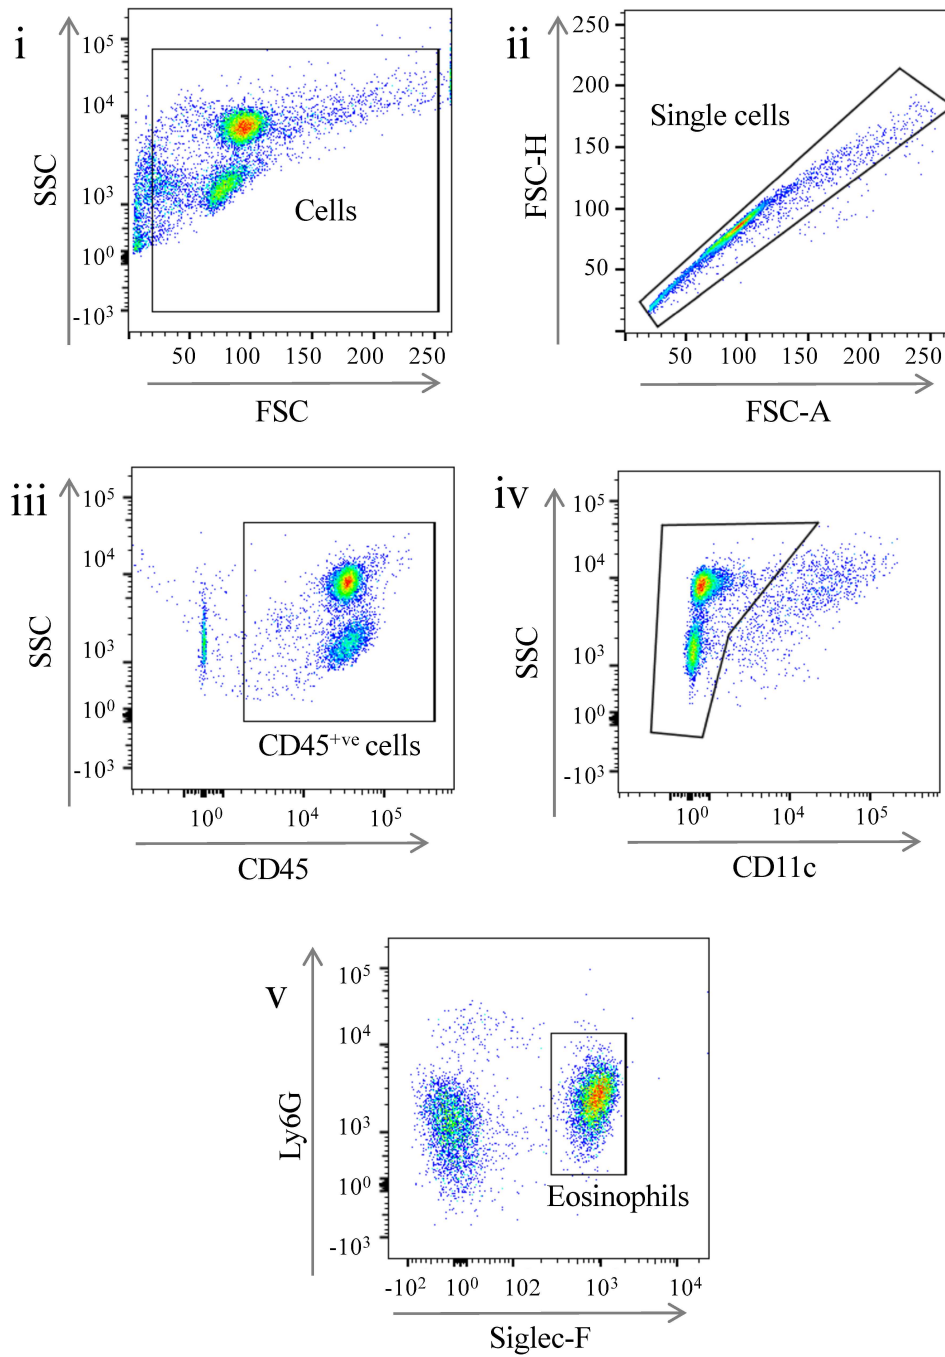 i
SSC
10⁵
10⁴
10³
10⁰
-10³
Cells
50 100 150 200 250
FSC
ii
FSC-H
250
200
150
100
50
Single cells
50 100 150 200 250
FSC-A
iii
SSC
10⁵
10⁴
10³
10⁰
-10³
CD45⁺ᵛᵉ cells
10⁰ 10⁴ 10⁵
CD45
iv
SSC
10⁵
10⁴
10³
10⁰
-10³
10⁰ 10⁴ 10⁵
CD11c
v
Ly6G
10⁵
10⁴
10³
10⁰
-10³
Eosinophils
-10² 10⁰ 102 10³ 10⁴
Siglec-F